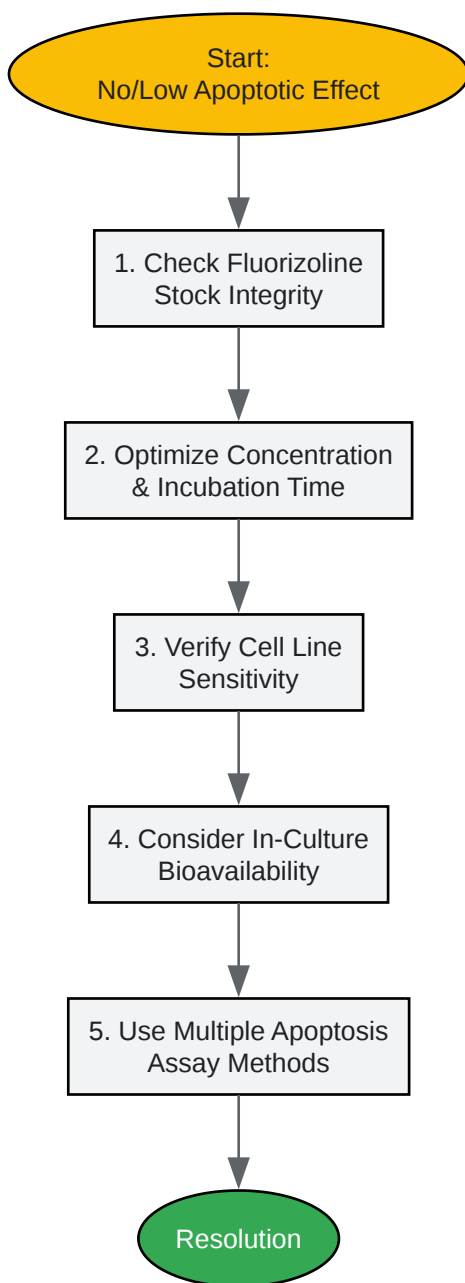 Start:
No/Low Apoptotic Effect
1. Check Fluorizoline
Stock Integrity
2. Optimize Concentration
& Incubation Time
3. Verify Cell Line
Sensitivity
4. Consider In-Culture
Bioavailability
5. Use Multiple Apoptosis
Assay Methods
Resolution